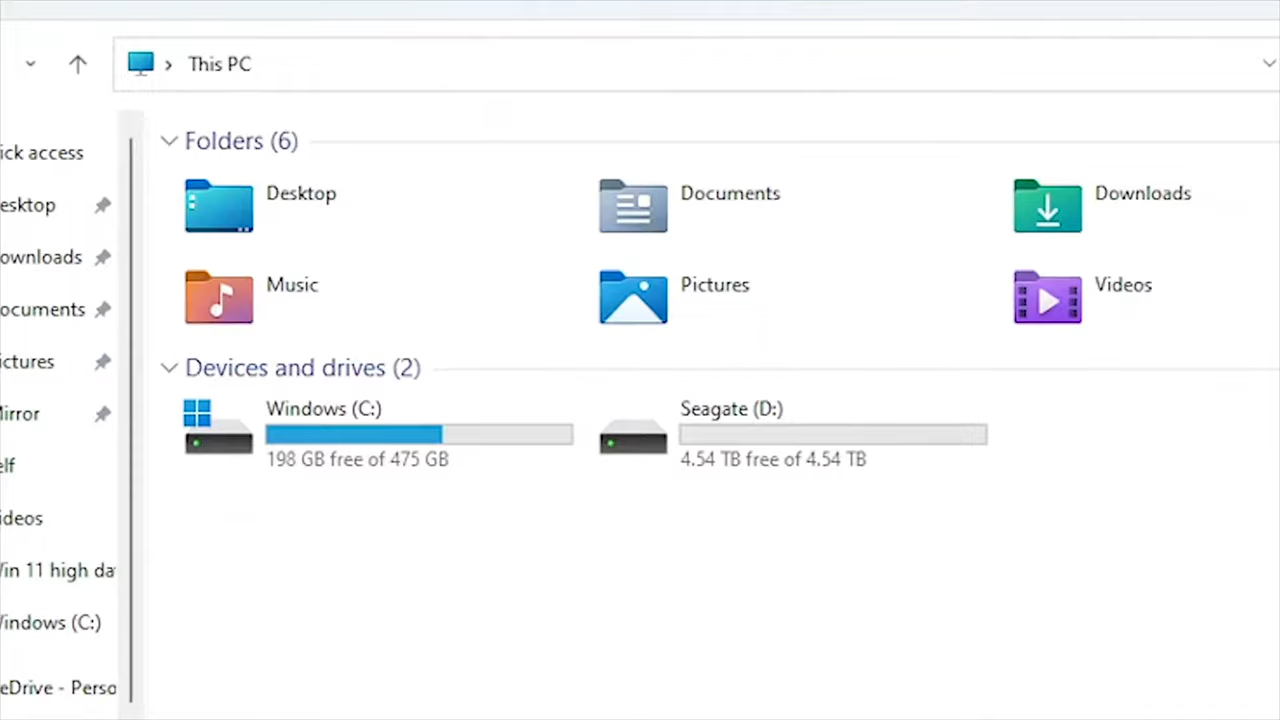 This PC
Folders (6)
ick access
Desktop
Documents
Downloads
esktop
ownloads
Music
Pictures
Videos
ocuments
ictures
Devices and drives (2)
Windows (C:)
Seagate (D:)
irror
198 GB free of 475 GB
4.54 TB free of 4.54 TB
elf
ideos
in 11 high da
indows (C:)
eDrive - Perso